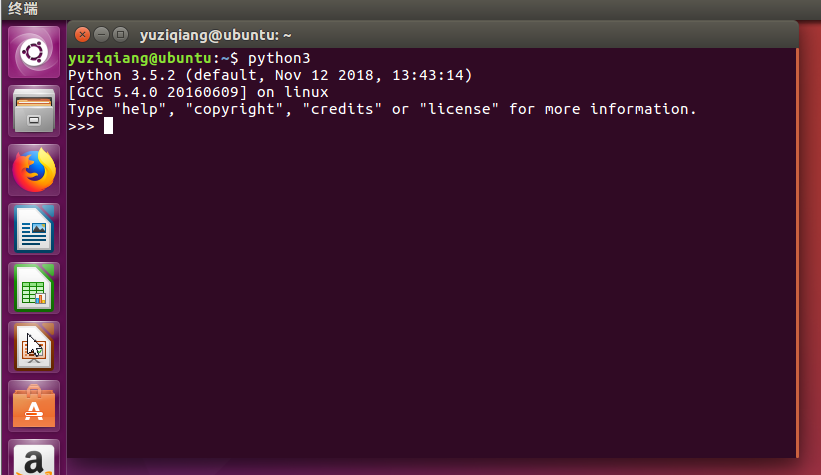 终端
yuziqiang@ubuntu: ~
yuziqiang@ubuntu:~$ python3
Python 3.5.2 (default, Nov 12 2018, 13:43:14)
[GCC 5.4.0 20160609] on linux
Type "help", "copyright", "credits" or "license" for more information.
>>>
A
a